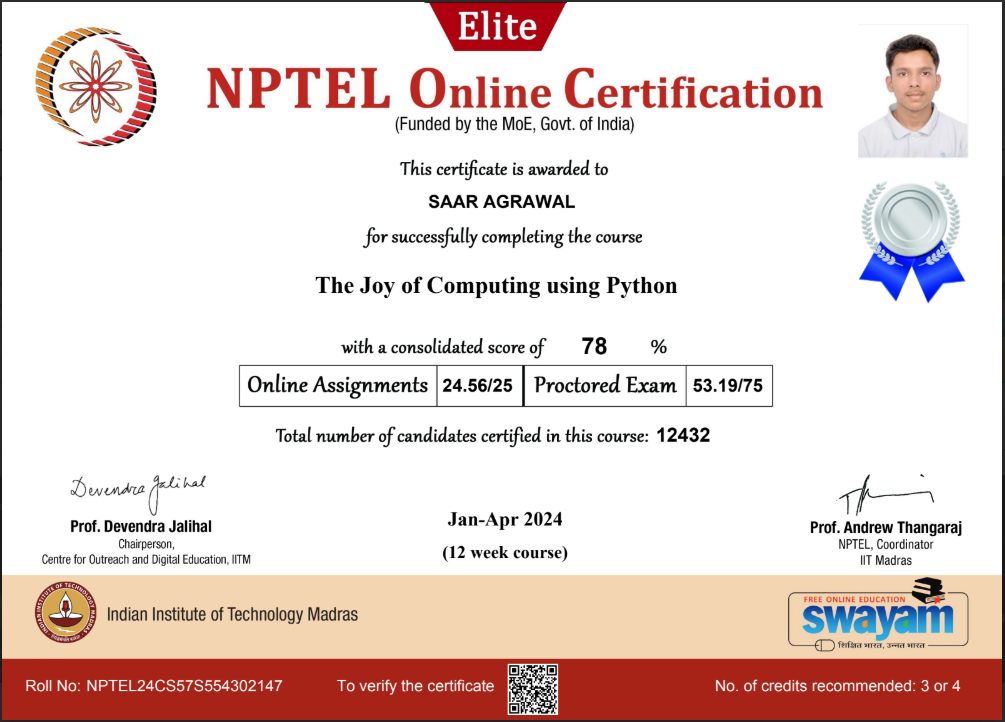 Elite
NPTEL Online Certification
(Funded by the MoE, Govt. of India)
This certificate is awarded to
SAAR AGRAWAL
for successfully completing the course
The Joy of Computing using Python
with a consolidated score of 78 %
Online Assignments 24.56/25 Proctored Exam 53.19/75
Total number of candidates certified in this course: 12432
Devendra Jalihal
Prof. Devendra Jalihal
Chairperson,
Centre for Outreach and Digital Education, IITM
Jan-Apr 2024
(12 week course)
Prof. Andrew Thangaraj
NPTEL, Coordinator
IIT Madras
Indian Institute of Technology Madras
FREE ONLINE EDUCATION
swayam
शिक्षित भारत, उन्नत भारत
Roll No: NPTEL24CS57S554302147
To verify the certificate
No. of credits recommended: 3 or 4